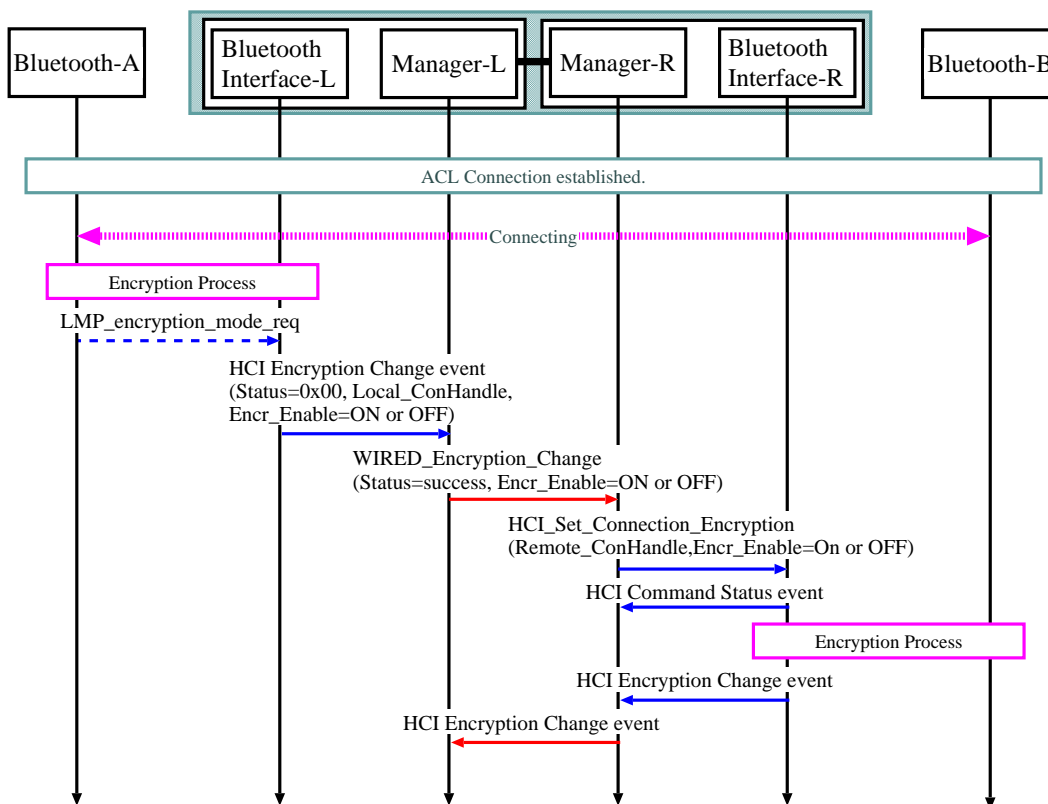 Bluetooth-A
Bluetooth
Interface-L
Manager-L
Manager-R
Bluetooth
Interface-R
Bluetooth-B
ACL Connection established.
Connecting
Encryption Process
LMP_encryption_mode_req
HCI Encryption Change event
(Status=0x00, Local_ConHandle,
Encr_Enable=ON or OFF)
WIRED_Encryption_Change
(Status=success, Encr_Enable=ON or OFF)
HCI_Set_Connection_Encryption
(Remote_ConHandle,Encr_Enable=On or OFF)
HCI Command Status event
Encryption Process
HCI Encryption Change event
HCI Encryption Change event